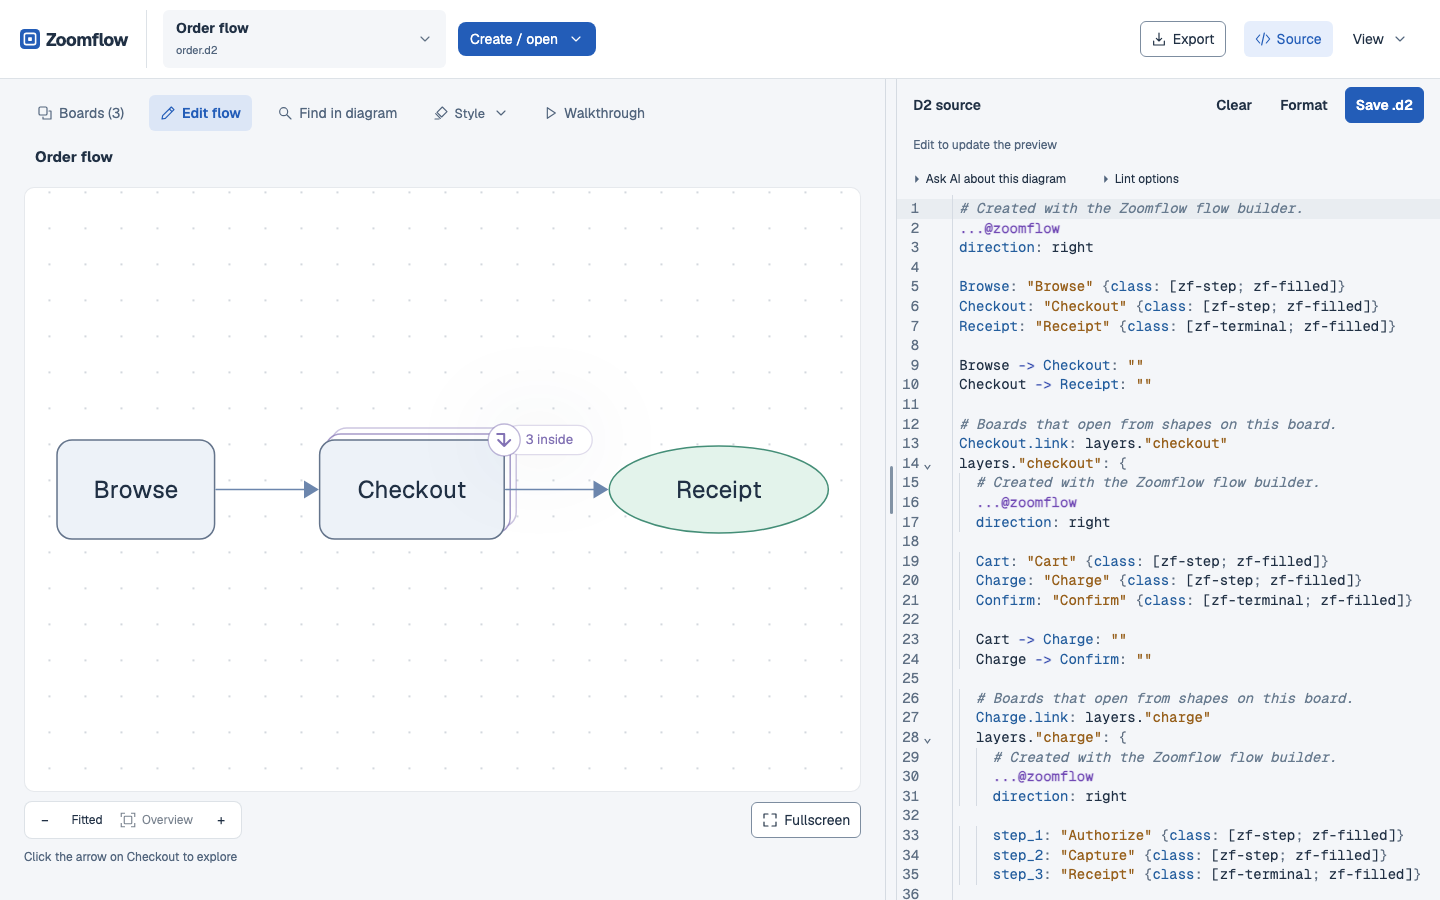 Zoomflow
Order flow
order.d2
Create / open
Export
Source
View
Boards (3)
Edit flow
Find in diagram
Style
Walkthrough
Order flow
Browse
Checkout
3 inside
Receipt
− Fitted Overview +
Fullscreen
Click the arrow on Checkout to explore
D2 source
Clear
Format
Save .d2
Edit to update the preview
Ask AI about this diagram
Lint options
1 # Created with the Zoomflow flow builder.
2 ...@zoomflow
3 direction: right
4
5 Browse: "Browse" {class: [zf-step; zf-filled]}
6 Checkout: "Checkout" {class: [zf-step; zf-filled]}
7 Receipt: "Receipt" {class: [zf-terminal; zf-filled]}
8
9 Browse -> Checkout: ""
10 Checkout -> Receipt: ""
11
12 # Boards that open from shapes on this board.
13 Checkout.link: layers."checkout"
14 layers."checkout": {
15 # Created with the Zoomflow flow builder.
16 ...@zoomflow
17 direction: right
18
19 Cart: "Cart" {class: [zf-step; zf-filled]}
20 Charge: "Charge" {class: [zf-step; zf-filled]}
21 Confirm: "Confirm" {class: [zf-terminal; zf-filled]}
22
23 Cart -> Charge: ""
24 Charge -> Confirm: ""
25
26 # Boards that open from shapes on this board.
27 Charge.link: layers."charge"
28 layers."charge": {
29 # Created with the Zoomflow flow builder.
30 ...@zoomflow
31 direction: right
32
33 step_1: "Authorize" {class: [zf-step; zf-filled]}
34 step_2: "Capture" {class: [zf-step; zf-filled]}
35 step_3: "Receipt" {class: [zf-terminal; zf-filled]}
36